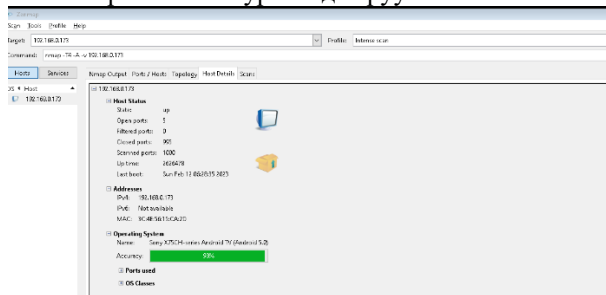 Zenmap
Scan Tools Profile Help
Target: 192.168.0.173
Profile: Intense scan
Command: nmap -T4 -A -v 192.168.0.173
Hosts Services
Nmap Output Ports / Hosts Topology Host Details Scans
OS Host
192.168.0.173
192.168.0.173
Host Status
State: up
Open ports: 5
Filtered ports: 0
Closed ports: 995
Scanned ports: 1000
Up time: 2626478
Last boot: Sun Feb 12 06:28:35 2023
Addresses
IPv4: 192.168.0.173
IPv6: Not available
MAC:
Operating System
Name: Sony X75CH-series Android TV (Android 5.0)
Accuracy: 93%
Ports used
OS Classes